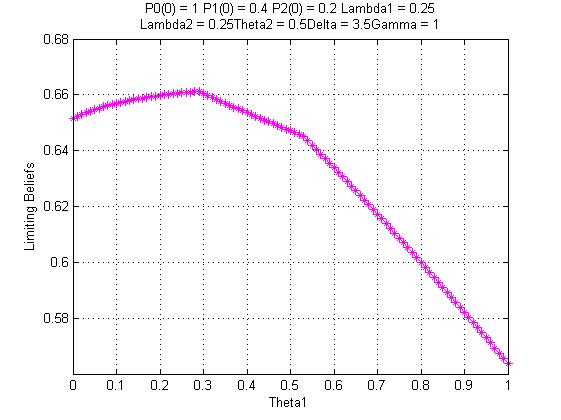 P0(0) = 1 P1(0) = 0.4 P2(0) = 0.2 Lambda1 = 0.25
Lambda2 = 0.25Theta2 = 0.5Delta = 3.5Gamma = 1
0.68
0.66
0.64
0.62
0.6
0.58
Limiting Beliefs
0 0.1 0.2 0.3 0.4 0.5 0.6 0.7 0.8 0.9 1
Theta1